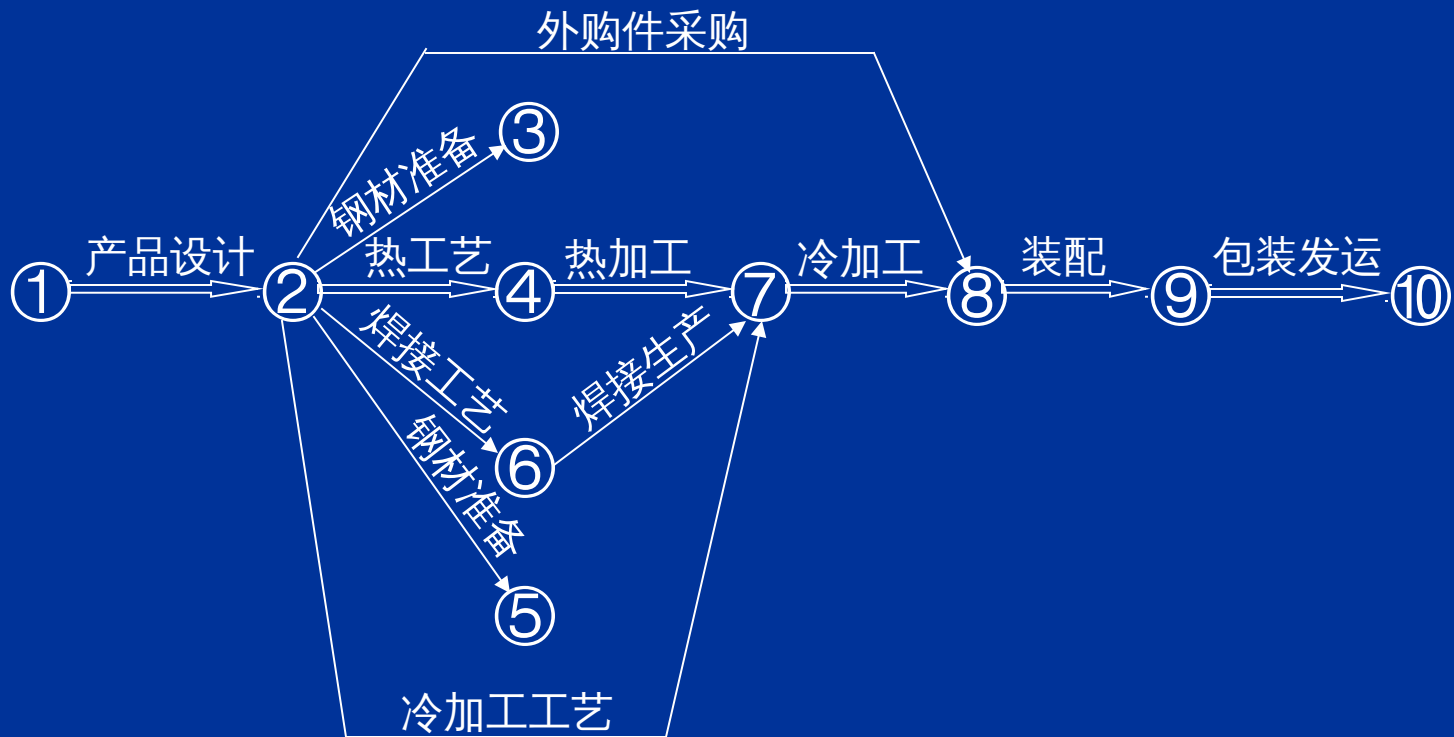 外购件采购
③
钢材准备
① 产品设计 ② 热工艺 ④ 热加工 ⑦ 冷加工 ⑧ 装配 ⑨ 包装发运 ⑩
焊接工艺
焊接生产
⑥
钢材准备
⑤
冷加工工艺